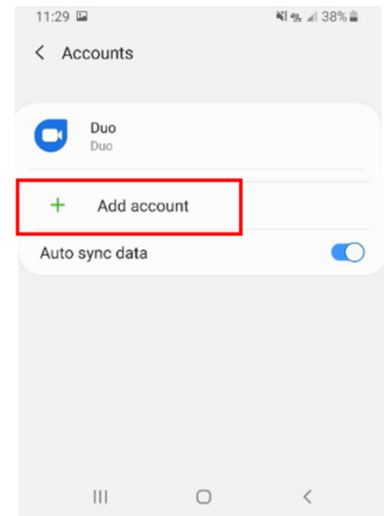 11:29 38%
Accounts
Duo
Duo
Add account
Auto sync data